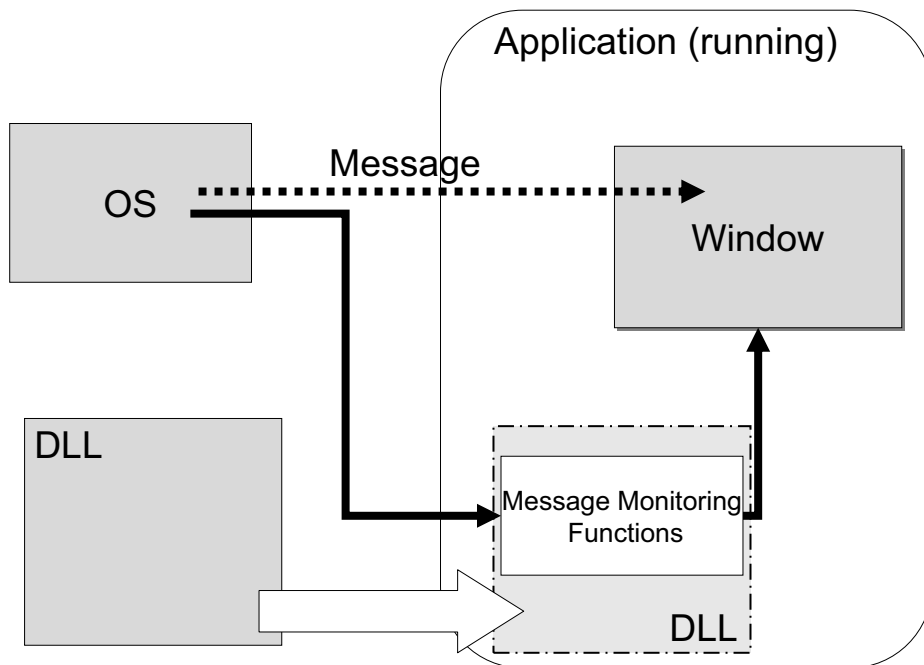 Application (running)
Message
OS
Window
DLL
Message Monitoring
Functions
DLL